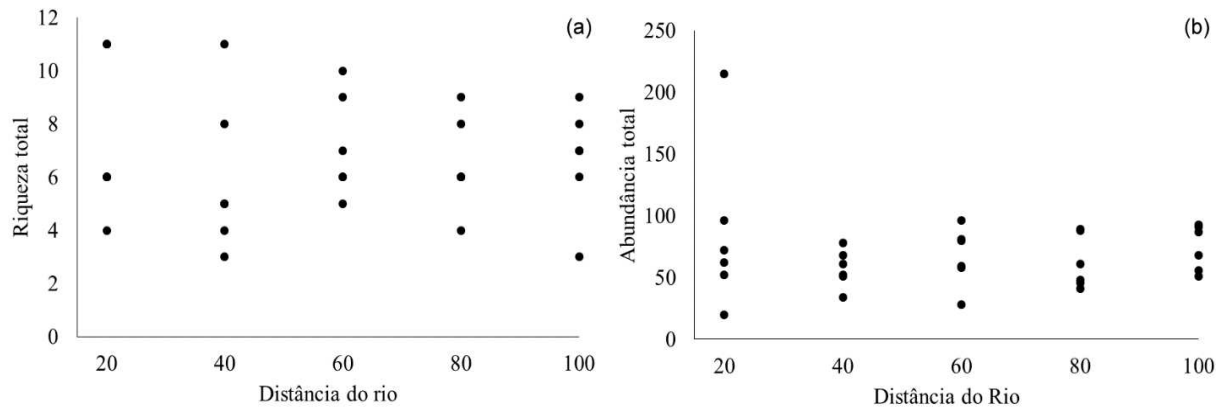 (a)
Riqueza total
12
10
8
6
4
2
0
20 40 60 80 100
Distância do rio
(b)
Abundância total
250
200
150
100
50
0
20 40 60 80 100
Distância do Rio